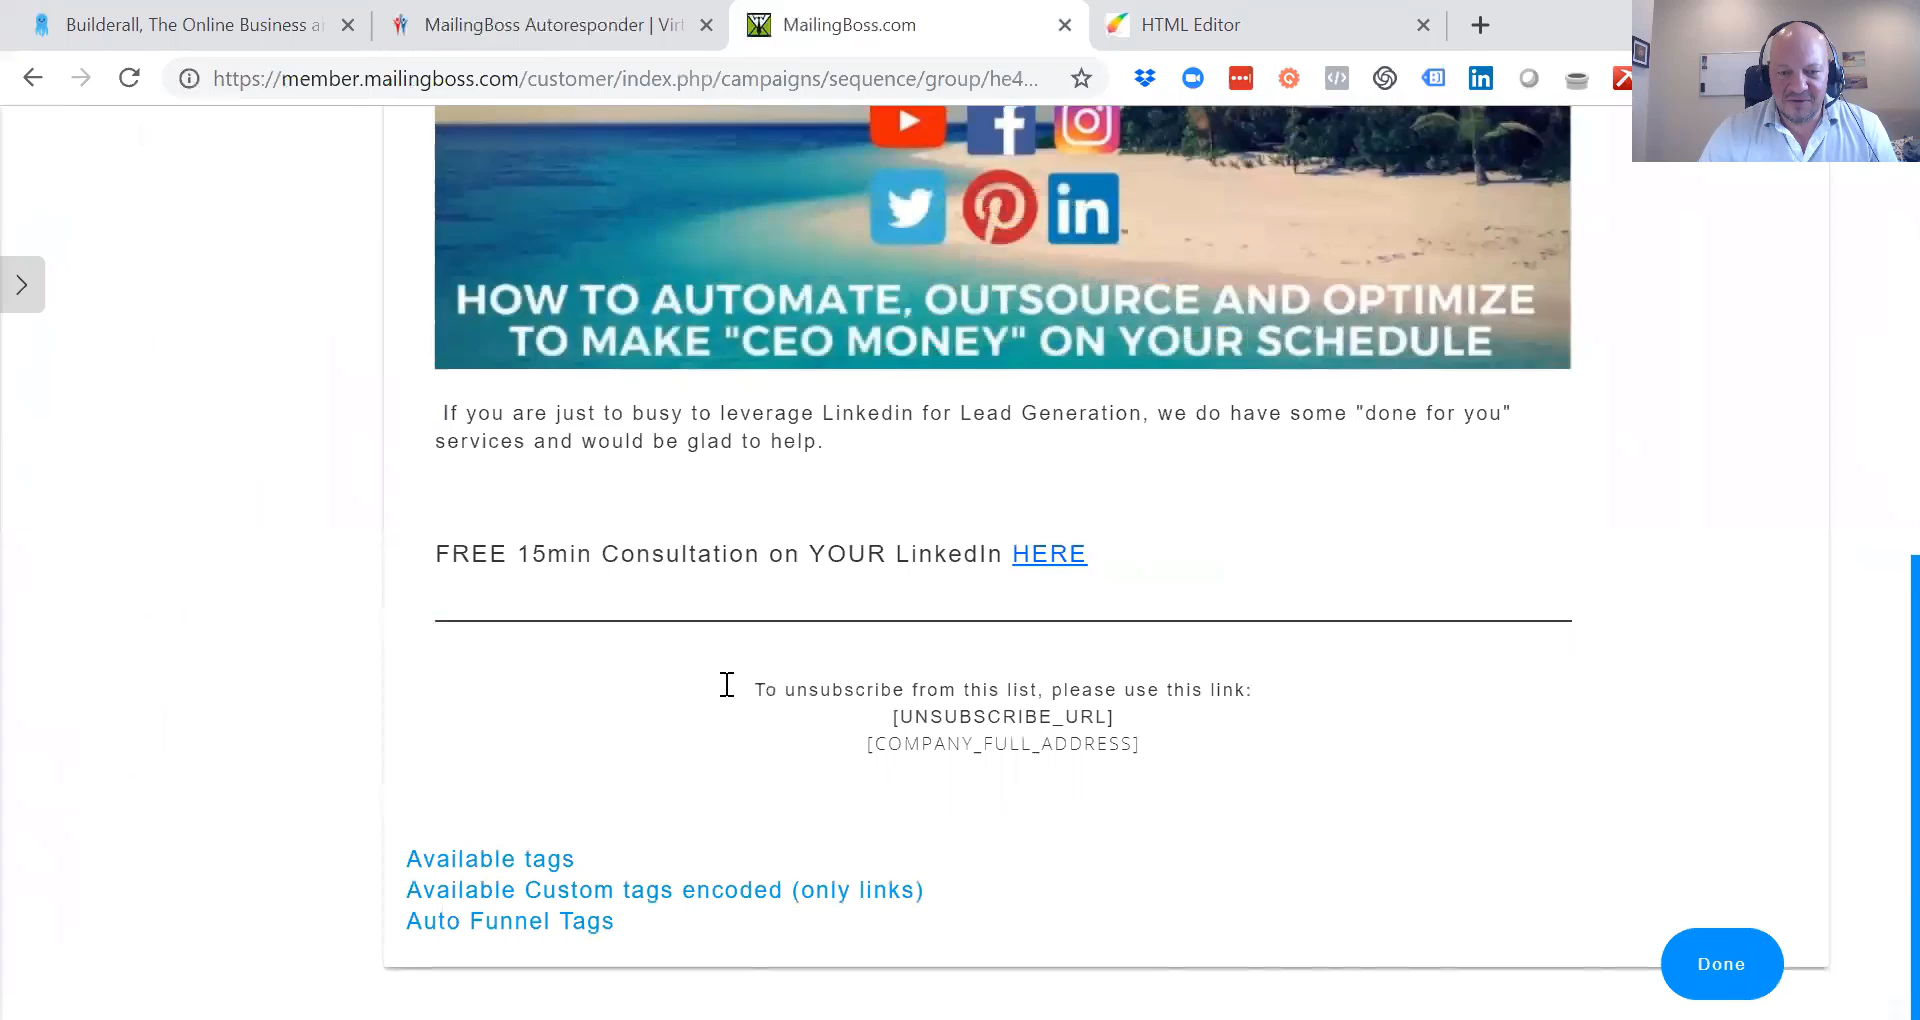 Builderall, The Online Business a
MailingBoss Autoresponder | Virt
MailingBoss.com
HTML Editor
https://member.mailingboss.com/customer/index.php/campaigns/sequence/group/he4...
HOW TO AUTOMATE, OUTSOURCE AND OPTIMIZE
TO MAKE "CEO MONEY" ON YOUR SCHEDULE
If you are just to busy to leverage Linkedin for Lead Generation, we do have some "done for you"
services and would be glad to help.
FREE 15min Consultation on YOUR LinkedIn HERE
To unsubscribe from this list, please use this link:
[UNSUBSCRIBE_URL]
[COMPANY_FULL_ADDRESS]
Available tags
Available Custom tags encoded (only links)
Auto Funnel Tags
Done